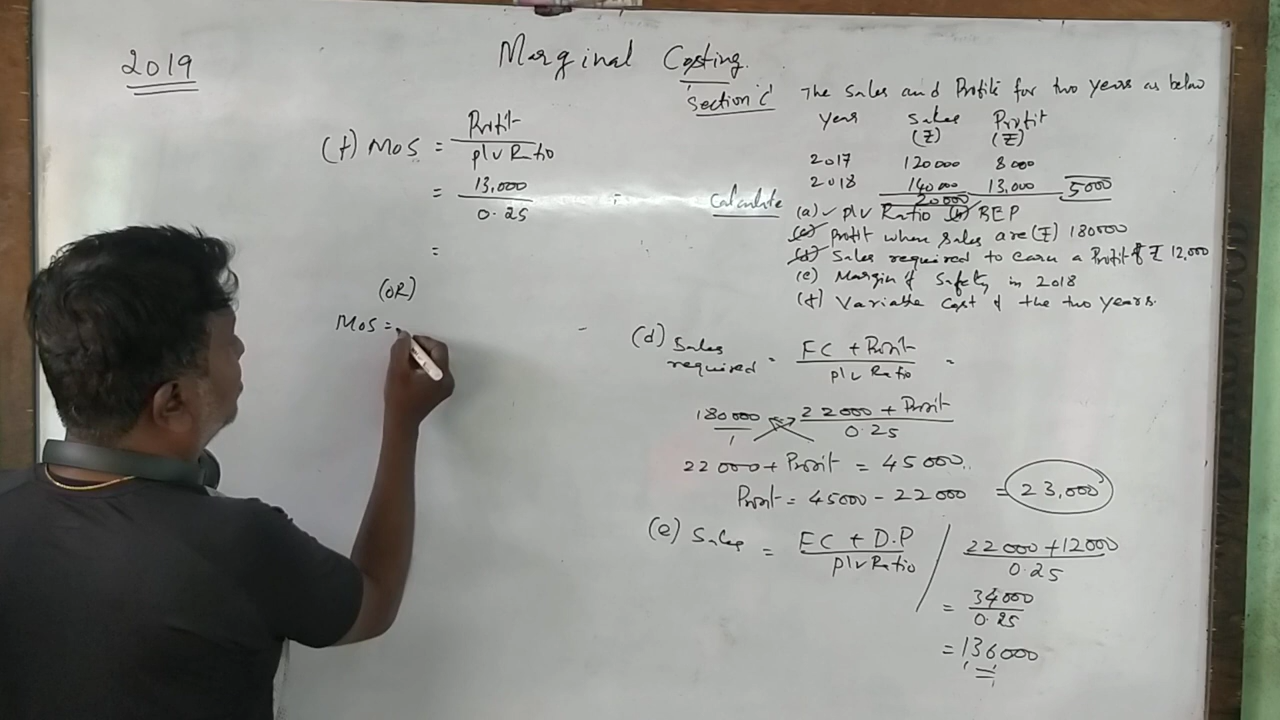 2019
Marginal Costing.
Section 'C'
The Sales and Profits for two years as below
Year Sales Profit
(₹) (₹)
2017 120000 8000
2018 140000 13,000 5000
20000
Calculate
(a) P/V Ratio (b) BEP
(c) Profit when sales are (₹) 180000
(d) Sales required to earn a Profit of ₹ 12,000
(e) Margin of Safety in 2018
(f) Variable Cost of the two years.
(f) MoS = Profit
P/V Ratio
= 13,000
0.25
=
(OR)
MoS =
(d) Sales required = FC + Profit =
P/V Ratio
180000 22000 + Profit
1 0.25
22000 + Profit = 45000.
Profit = 45000 - 22000 = 23,000
(e) Sales = FC + D.P / 22000 + 12000
P/V Ratio 0.25
= 34000
0.25
= 136000